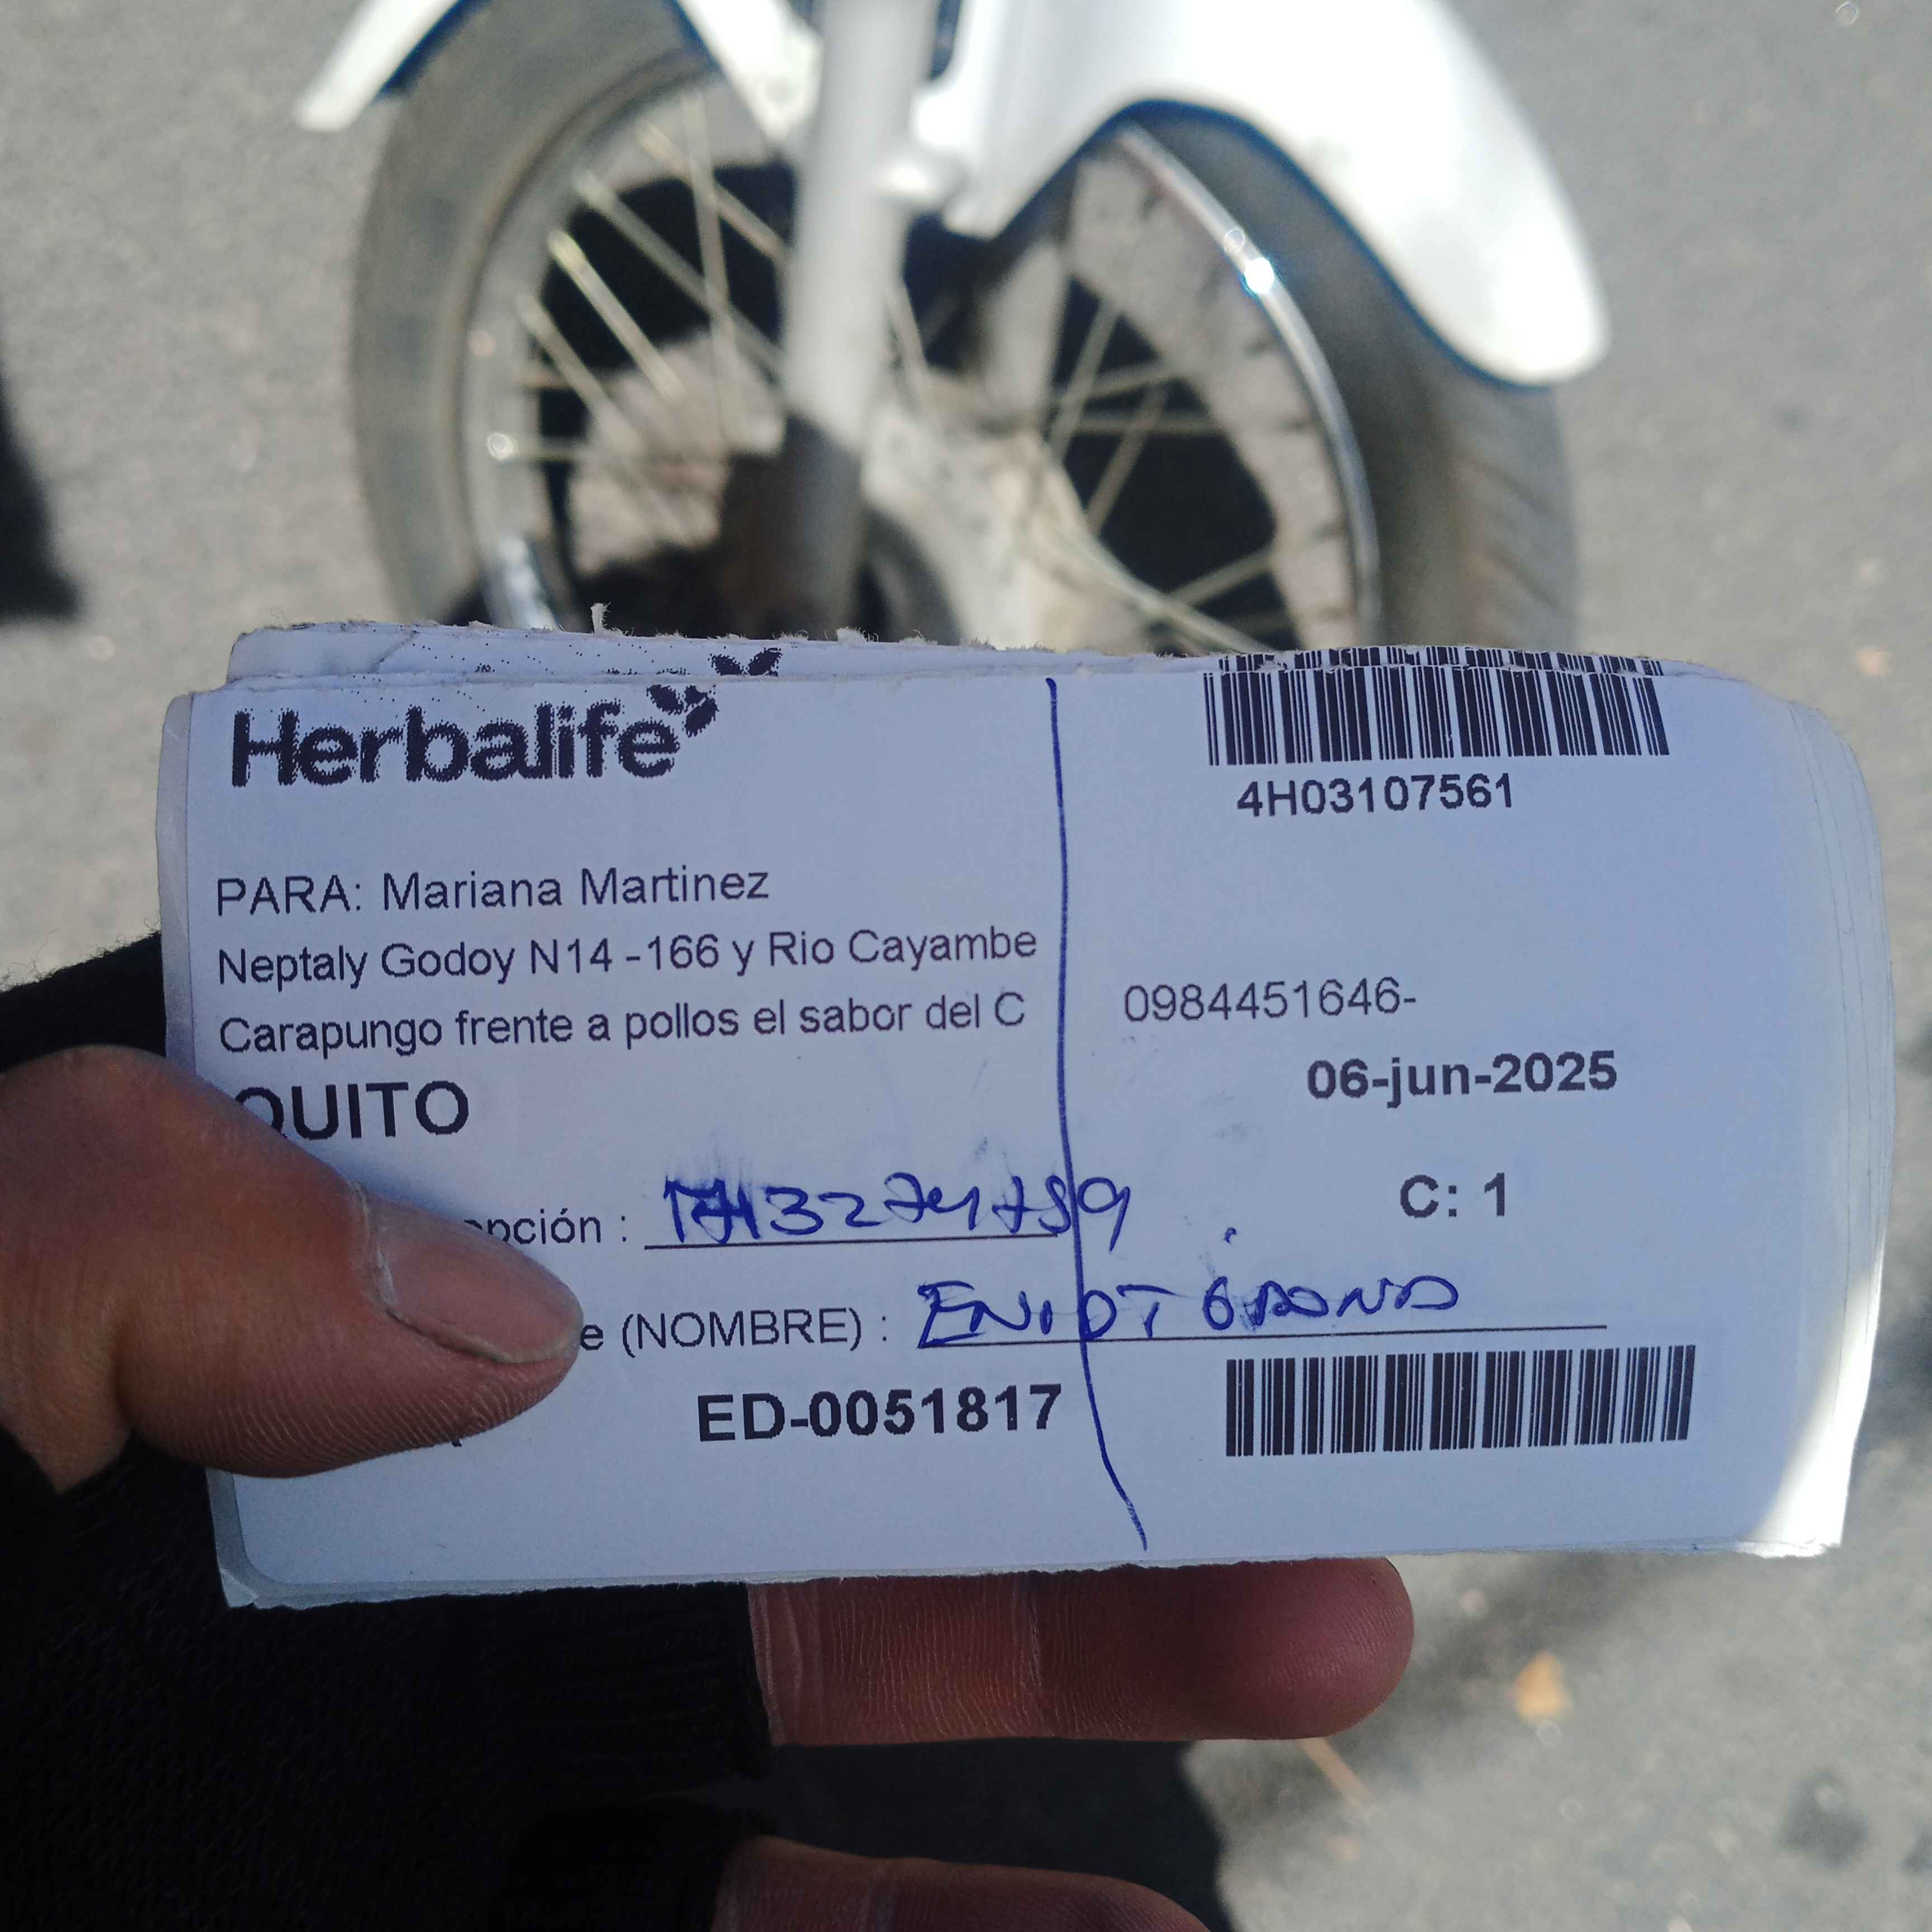 Herbalife
4H03107561
PARA: Mariana Martinez
Neptaly Godoy N14 -166 y Rio Cayambe
Carapungo frente a pollos el sabor del C
0984451646-
QUITO
06-jun-2025
pción :
C: 1
e (NOMBRE) :
ED-0051817